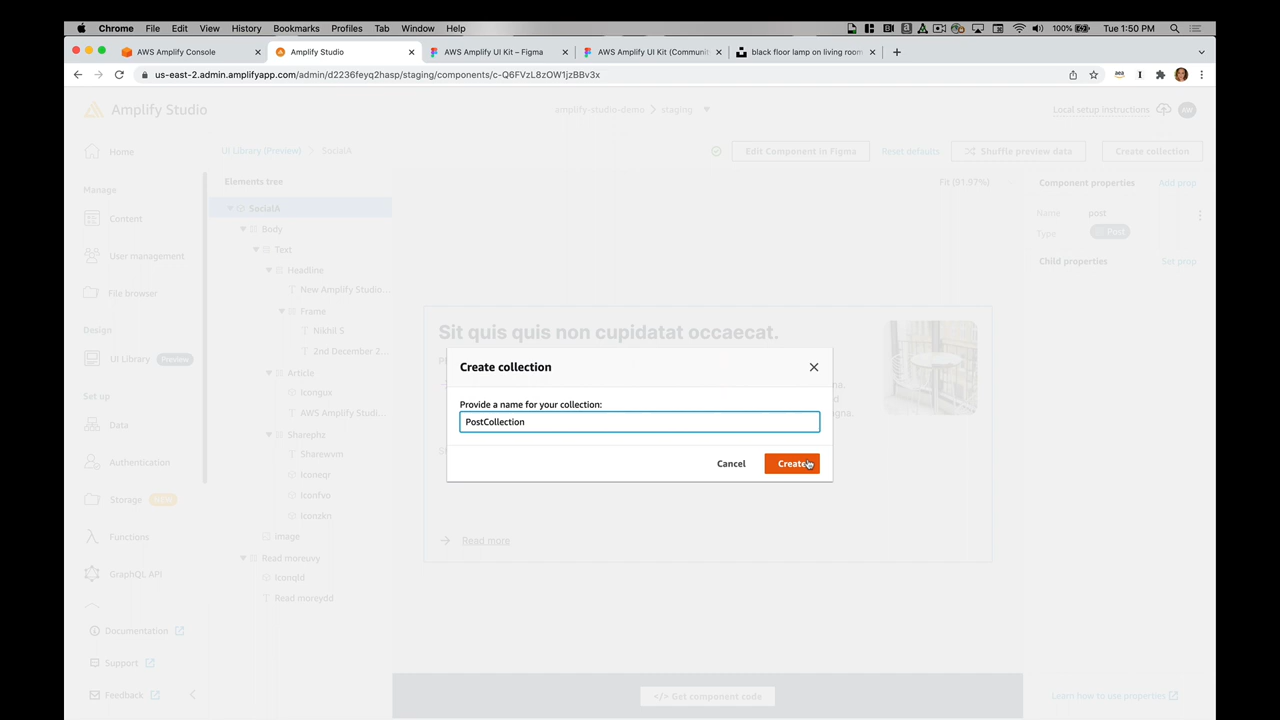 Chrome File Edit View History Bookmarks Profiles Tab Window Help
100% Tue 1:50 PM
AWS Amplify Console
Amplify Studio
AWS Amplify UI Kit – Figma
AWS Amplify UI Kit (Communit
black floor lamp on living room
us-east-2.admin.amplifyapp.com/admin/d2236feyq2hasp/staging/components/c-Q6FVzL8zOW1jzBBv3x
Amplify Studio
amplify-studio-demo > staging
Local setup instructions
AW
Home
UI Library (Preview) > SocialA
Edit Component in Figma
Reset defaults
Shuffle preview data
Create collection
Manage
Content
User management
File browser
Design
UI Library Preview
Set up
Data
Authentication
Storage
Functions
GraphQL API
Documentation
Support
Feedback
Elements tree
SocialA
Body
Text
Headline
New Amplify Studio...
Frame
Nikhil S
2nd December 2...
Article
Icongux
AWS Amplify Studi...
Sharephz
Sharewvm
Iconeqr
Iconfvo
Iconzkn
image
Read moreuvy
Iconqld
Read moreydd
Fit (91.97%)
Sit quis quis non cupidatat occaecat.
Create collection
Provide a name for your collection:
PostCollection
Cancel
Create
Read more
</> Get component code
Component properties
Add prop
Name post
Type Post
Child properties
Set prop
Learn how to use properties